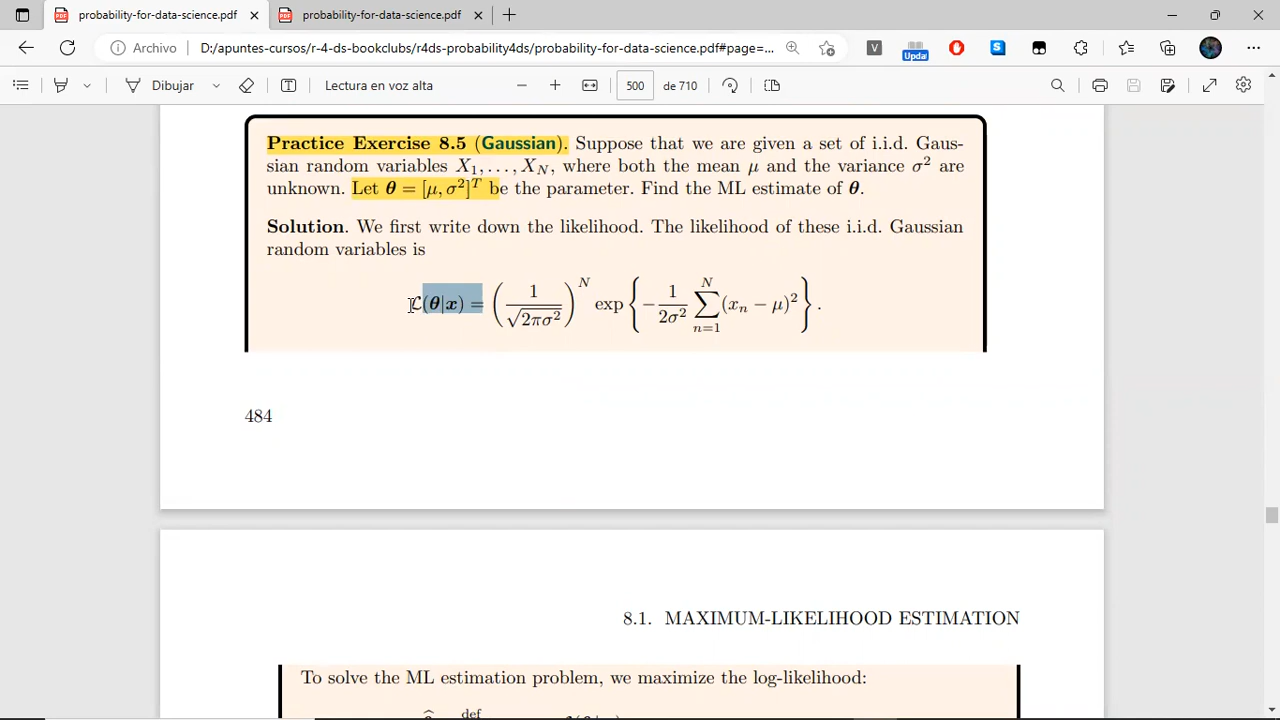 probability-for-data-science.pdf
probability-for-data-science.pdf
Archivo D:/apuntes-cursos/r-4-ds-bookclubs/r4ds-probability4ds/probability-for-data-science.pdf#page=...
V
Upda
S
Dibujar
Lectura en voz alta
500 de 710
Practice Exercise 8.5 (Gaussian). Suppose that we are given a set of i.i.d. Gaus-
sian random variables X₁, . . . , X_N, where both the mean μ and the variance σ² are
unknown. Let θ = [μ, σ²]ᵀ be the parameter. Find the ML estimate of θ.
Solution. We first write down the likelihood. The likelihood of these i.i.d. Gaussian
random variables is
ℒ(θ|x) = (1/√(2πσ²))^N exp{−1/(2σ²) ∑_{n=1}^{N} (x_n − μ)²}.
484
8.1. MAXIMUM-LIKELIHOOD ESTIMATION
To solve the ML estimation problem, we maximize the log-likelihood:
def